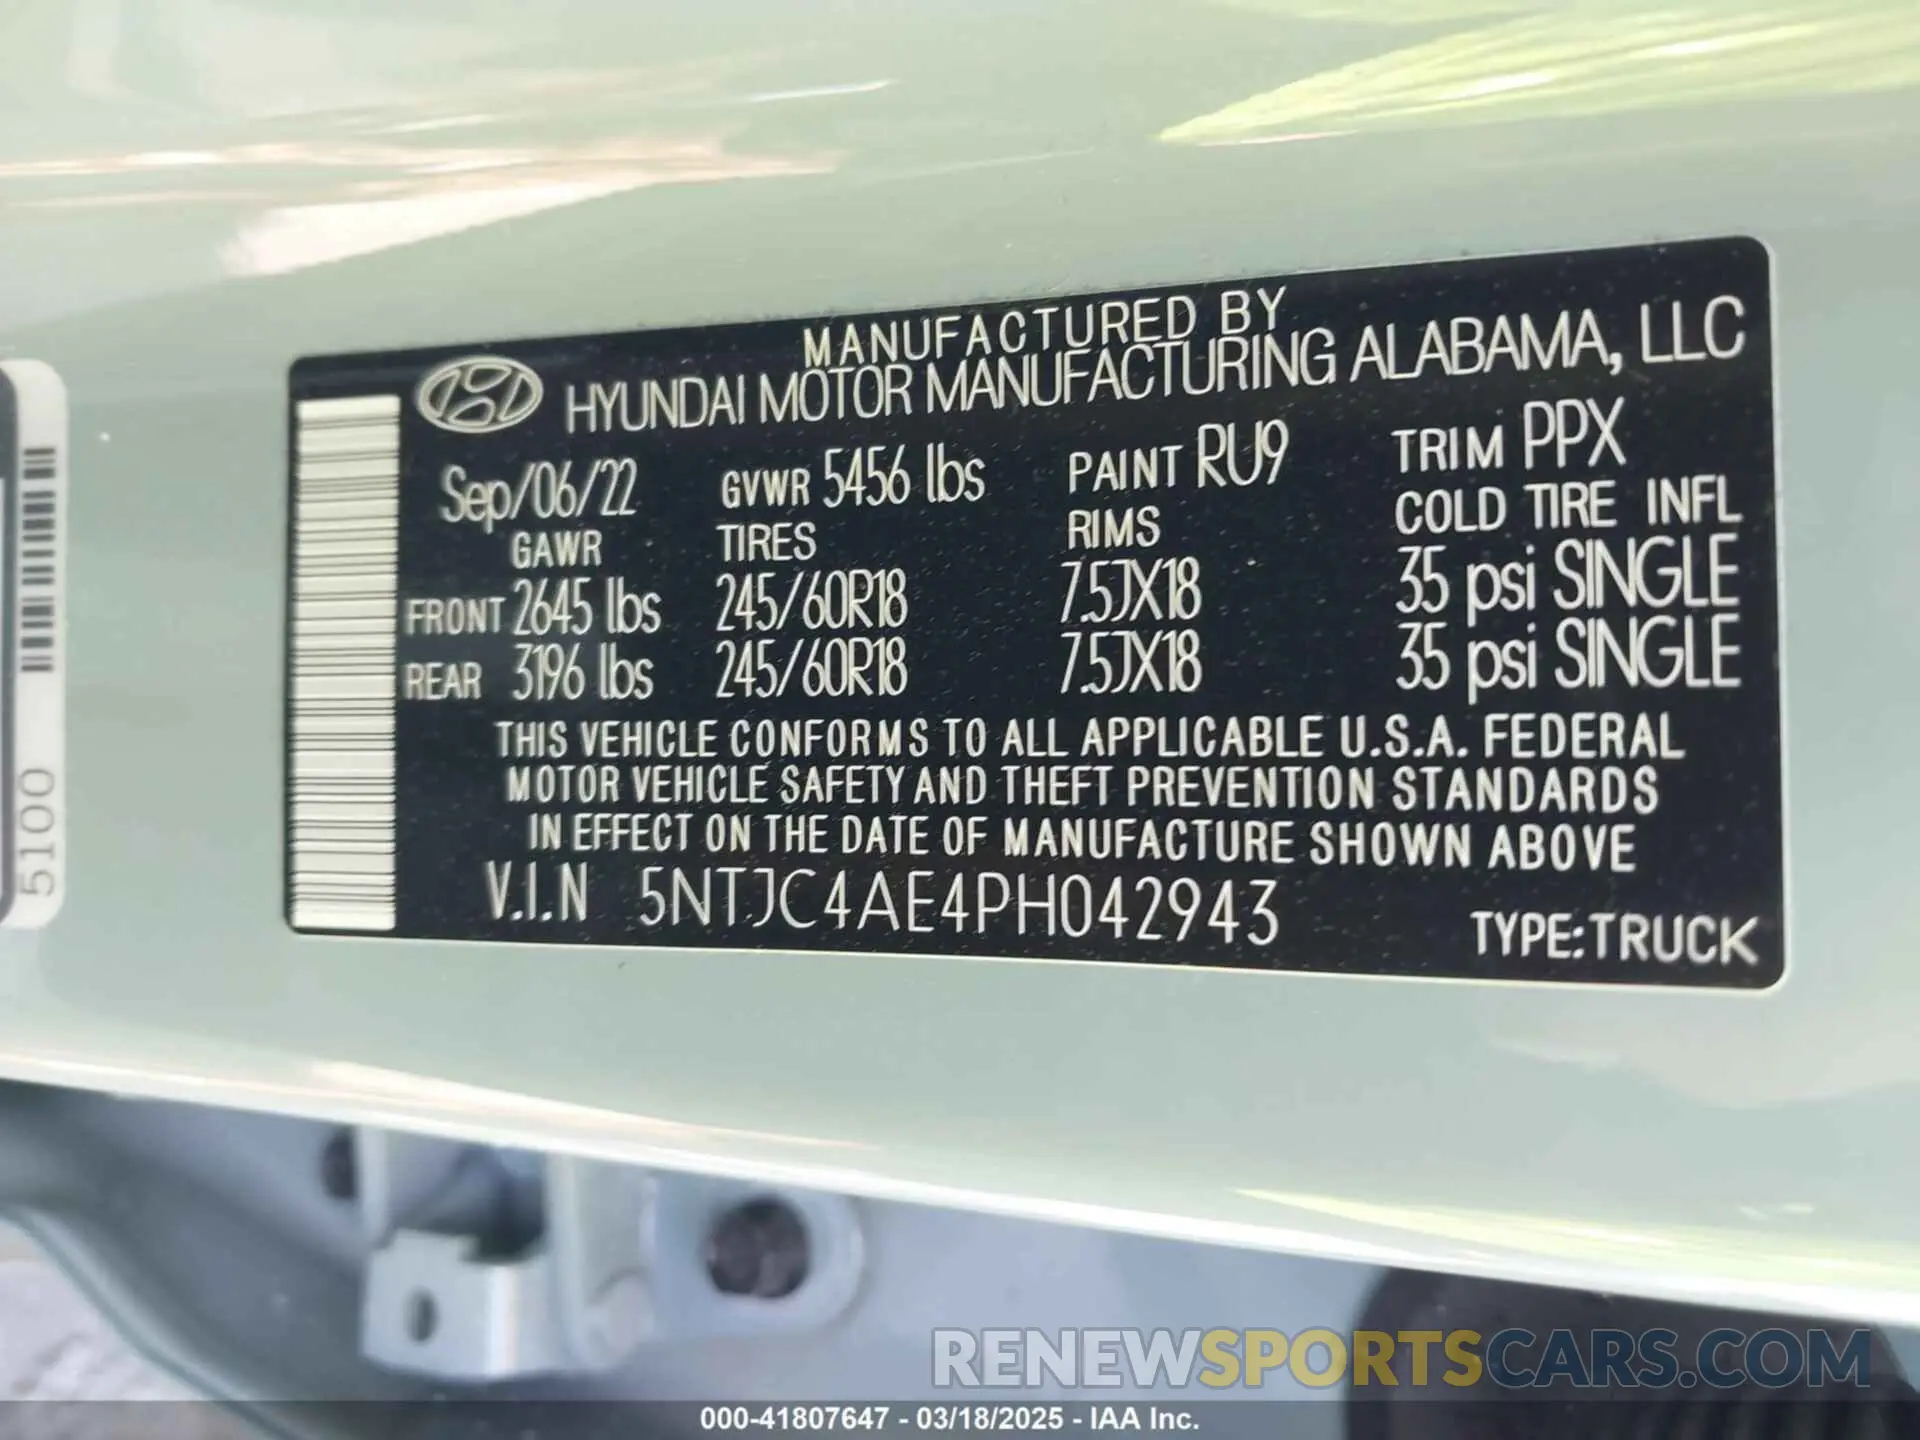 MANUFACTURED BY
HYUNDAI MOTOR MANUFACTURING ALABAMA, LLC
Sep/06/22 GVWR 5456 lbs PAINT RU9 TRIM PPX
GAWR TIRES RIMS COLD TIRE INFL
FRONT 2645 lbs 245/60R18 7.5JX18 35 psi SINGLE
REAR 3196 lbs 245/60R18 7.5JX18 35 psi SINGLE
THIS VEHICLE CONFORMS TO ALL APPLICABLE U.S.A. FEDERAL
MOTOR VEHICLE SAFETY AND THEFT PREVENTION STANDARDS
IN EFFECT ON THE DATE OF MANUFACTURE SHOWN ABOVE
V.I.N 5NTJC4AE4PH042943 TYPE:TRUCK
5100
RENEWSPORTSCARS.COM
000-41807647 - 03/18/2025 - IAA Inc.